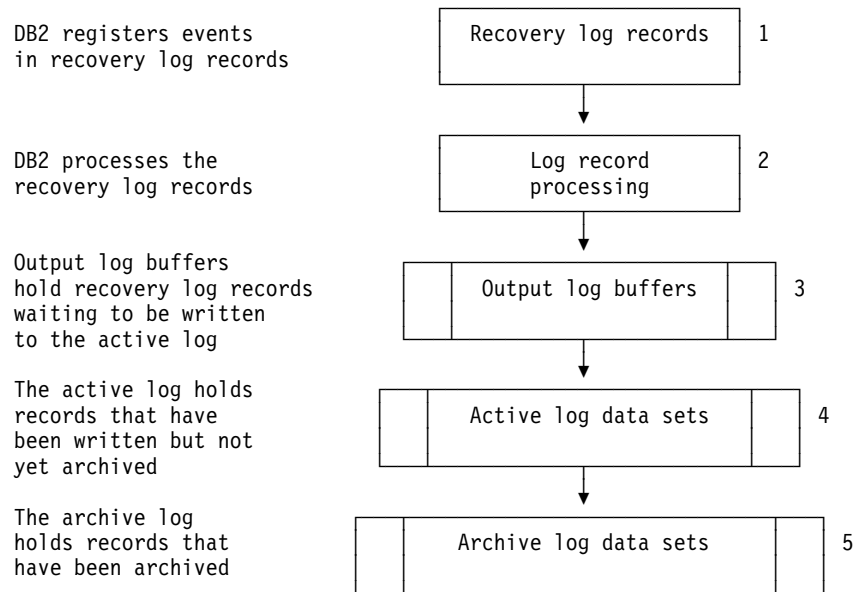 DB2 registers events
in recovery log records
Recovery log records
1
DB2 processes the
recovery log records
Log record
processing
2
Output log buffers
hold recovery log records
waiting to be written
to the active log
Output log buffers
3
The active log holds
records that have
been written but not
yet archived
Active log data sets
4
The archive log
holds records that
have been archived
Archive log data sets
5